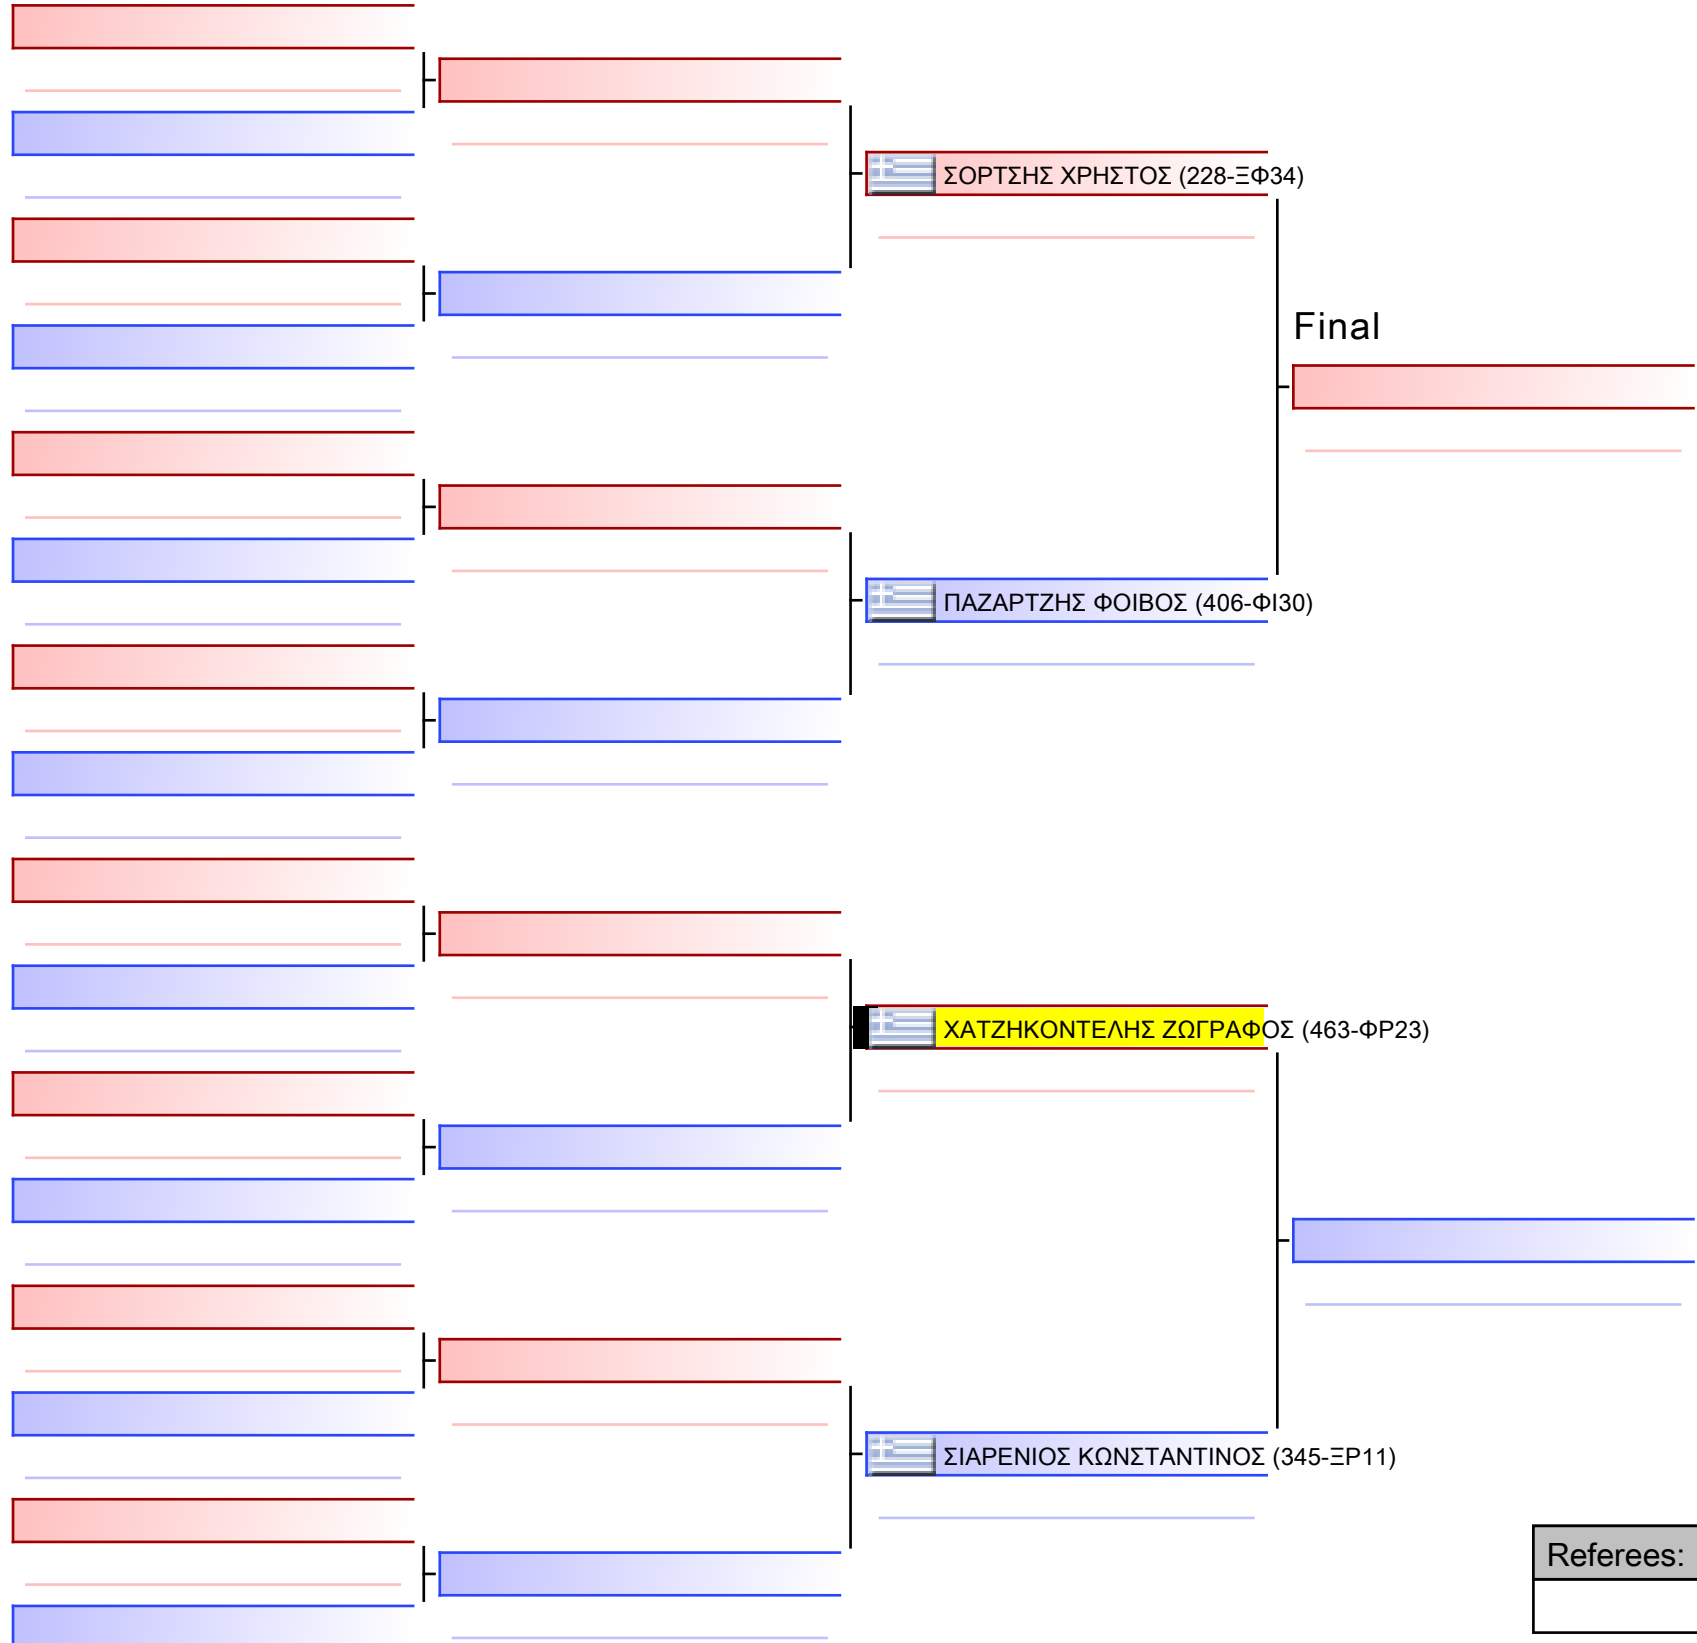 ΣΟΡΤΣΗΣ ΧΡΗΣΤΟΣ (228-ΞΦ34)
Final
ΠΑΖΑΡΤΖΗΣ ΦΟΙΒΟΣ (406-ΦΙ30)
ΧΑΤΖΗΚΟΝΤΕΛΗΣ ΖΩΓΡΑΦΟΣ (463-ΦΡ23)
ΣΙΑΡΕΝΙΟΣ ΚΩΝΣΤΑΝΤΙΝΟΣ (345-ΞΡ11)
Referees: